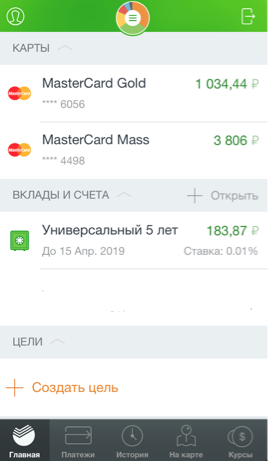 КАРТЫ
MasterCard Gold 1 034,44 ₽
**** 6056
MasterCard Mass 3 806 ₽
**** 4498
ВКЛАДЫ И СЧЕТА Открыть
Универсальный 5 лет 183,87 ₽
До 15 Апр. 2019 Ставка: 0.01%
ЦЕЛИ
Создать цель
Главная Платежи История На карте Курсы